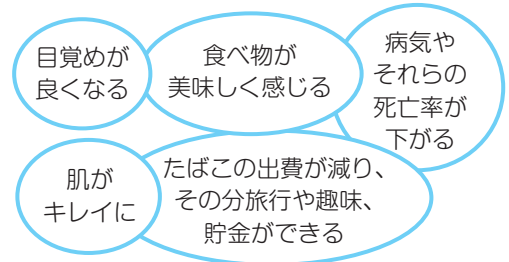 目覚めが
良くなる
食べ物が
美味しく感じる
病気や
それらの
死亡率が
下がる
肌が
キレイに
たばこの出費が減り、
その分旅行や趣味、
貯金ができる